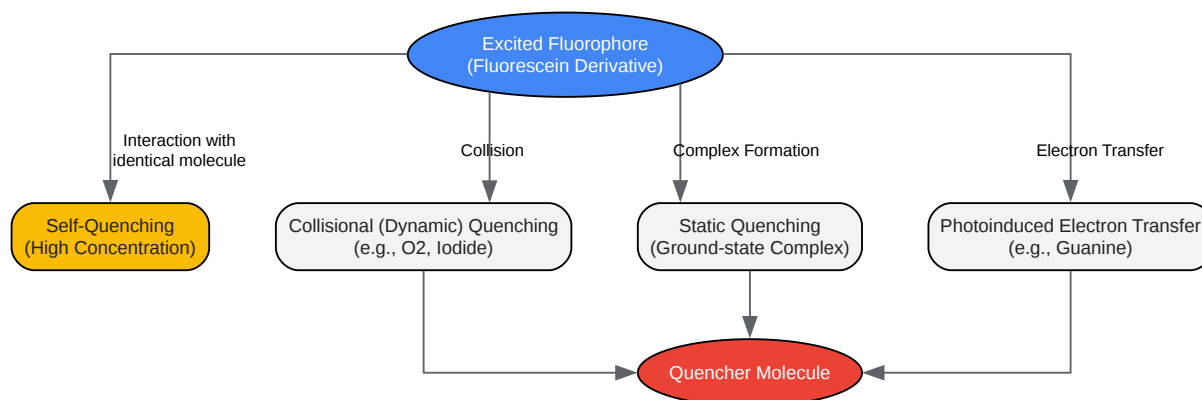 Excited Fluorophore
(Fluorescein Derivative)
Interaction with
identical molecule
Collision
Complex Formation
Electron Transfer
Self-Quenching
(High Concentration)
Collisional (Dynamic) Quenching
(e.g., O2, Iodide)
Static Quenching
(Ground-state Complex)
Photoinduced Electron Transfer
(e.g., Guanine)
Quencher Molecule